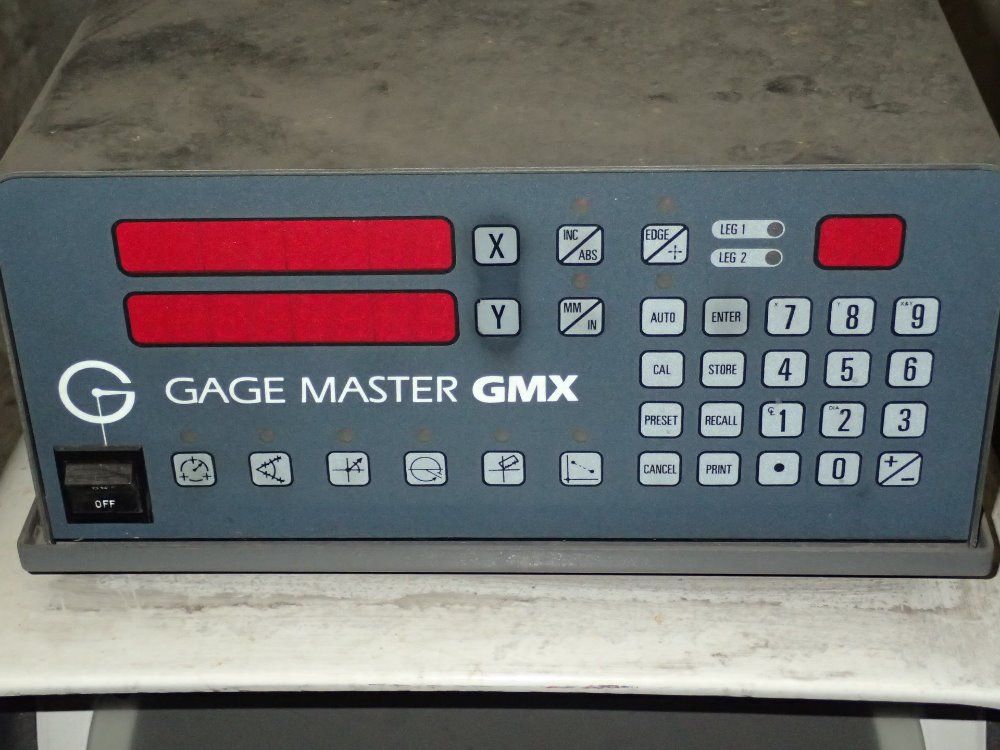 X
INC ABS
EDGE
LEG 1
LEG 2
Y
MM IN
AUTO ENTER X 7 Y 8 X&Y 9
CAL STORE 4 5 6
G GAGE MASTER GMX
PRESET RECALL 1 DIA 2 3
CANCEL PRINT . 0 + -
OFF